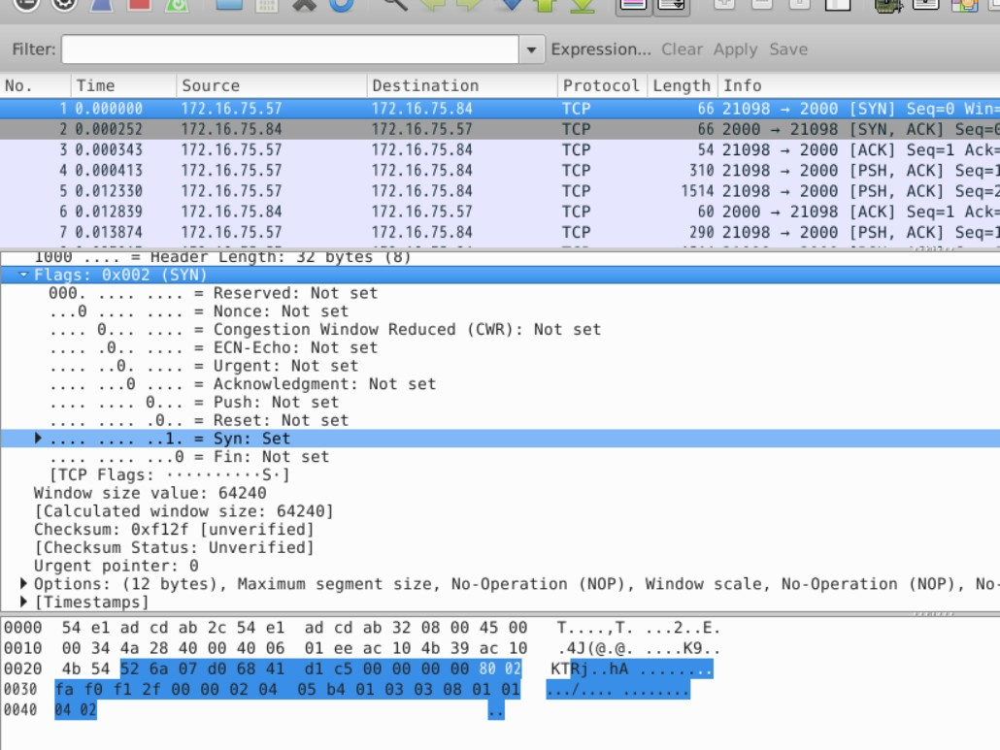 Filter: Expression... Clear Apply Save
No. Time Source Destination Protocol Length Info
1 0.000000 172.16.75.57 172.16.75.84 TCP 66 21098 → 2000 [SYN] Seq=0 Win=
2 0.000252 172.16.75.84 172.16.75.57 TCP 66 2000 → 21098 [SYN, ACK] Seq=0
3 0.000343 172.16.75.57 172.16.75.84 TCP 54 21098 → 2000 [ACK] Seq=1 Ack=
4 0.000413 172.16.75.57 172.16.75.84 TCP 310 21098 → 2000 [PSH, ACK] Seq=1
5 0.012330 172.16.75.57 172.16.75.84 TCP 1514 21098 → 2000 [PSH, ACK] Seq=2
6 0.012839 172.16.75.84 172.16.75.57 TCP 60 2000 → 21098 [ACK] Seq=1 Ack=
7 0.013874 172.16.75.57 172.16.75.84 TCP 290 21098 → 2000 [PSH, ACK] Seq=1
1000 .... = Header Length: 32 bytes (8)
Flags: 0x002 (SYN)
000. .... .... = Reserved: Not set
...0 .... .... = Nonce: Not set
.... 0... .... = Congestion Window Reduced (CWR): Not set
.... .0.. .... = ECN-Echo: Not set
.... ..0. .... = Urgent: Not set
.... ...0 .... = Acknowledgment: Not set
.... .... 0... = Push: Not set
.... .... .0.. = Reset: Not set
.... .... ..1. = Syn: Set
.... .... ...0 = Fin: Not set
[TCP Flags: ··········S·]
Window size value: 64240
[Calculated window size: 64240]
Checksum: 0xf12f [unverified]
[Checksum Status: Unverified]
Urgent pointer: 0
Options: (12 bytes), Maximum segment size, No-Operation (NOP), Window scale, No-Operation (NOP), No-
[Timestamps]
0000 54 e1 ad cd ab 2c 54 e1 ad cd ab 32 08 00 45 00 T....,T. ...2..E.
0010 00 34 4a 28 40 00 40 06 01 ee ac 10 4b 39 ac 10 .4J(@.@. ....K9..
0020 4b 54 52 6a 07 d0 68 41 d1 c5 00 00 00 00 80 02 KTRj..hA ........
0030 fa f0 f1 2f 00 00 02 04 05 b4 01 03 03 08 01 01 .../.... ........
0040 04 02 ..